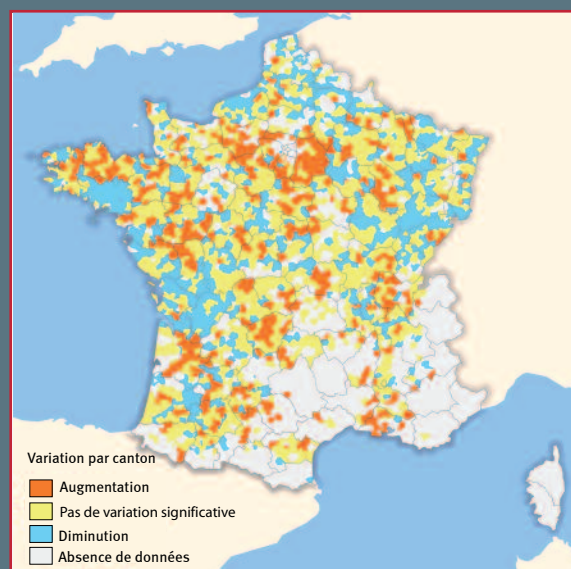 Variation par canton
Augmentation
Pas de variation significative
Diminution
Absence de données